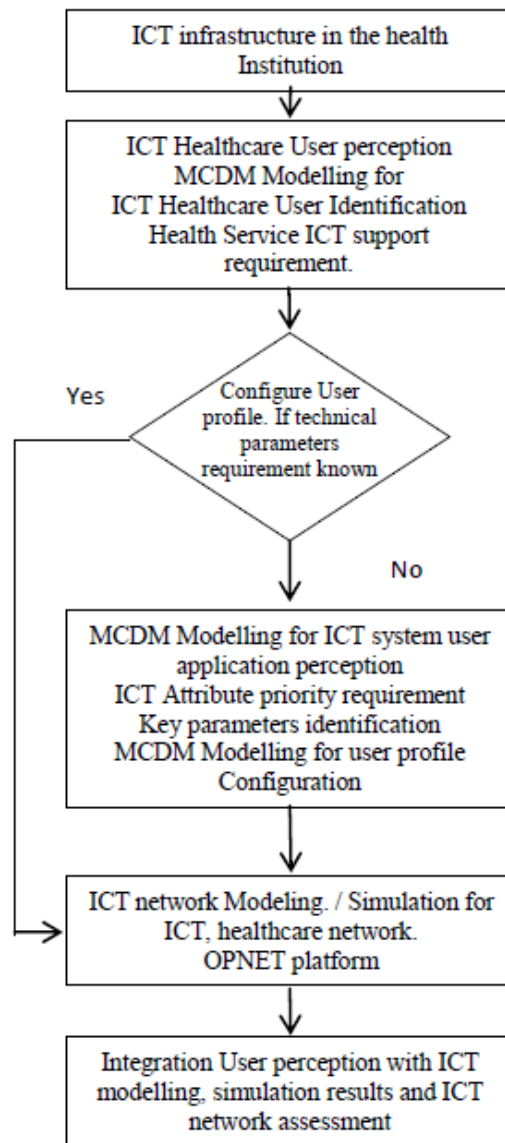 ICT infrastructure in the health
Institution
ICT Healthcare User perception
MCDM Modelling for
ICT Healthcare User Identification
Health Service ICT support
requirement.
Yes
Configure User
profile. If technical
parameters
requirement known
No
MCDM Modelling for ICT system user
application perception
ICT Attribute priority requirement
Key parameters identification
MCDM Modelling for user profile
Configuration
ICT network Modeling. / Simulation for
ICT, healthcare network.
OPNET platform
Integration User perception with ICT
modelling, simulation results and ICT
network assessment